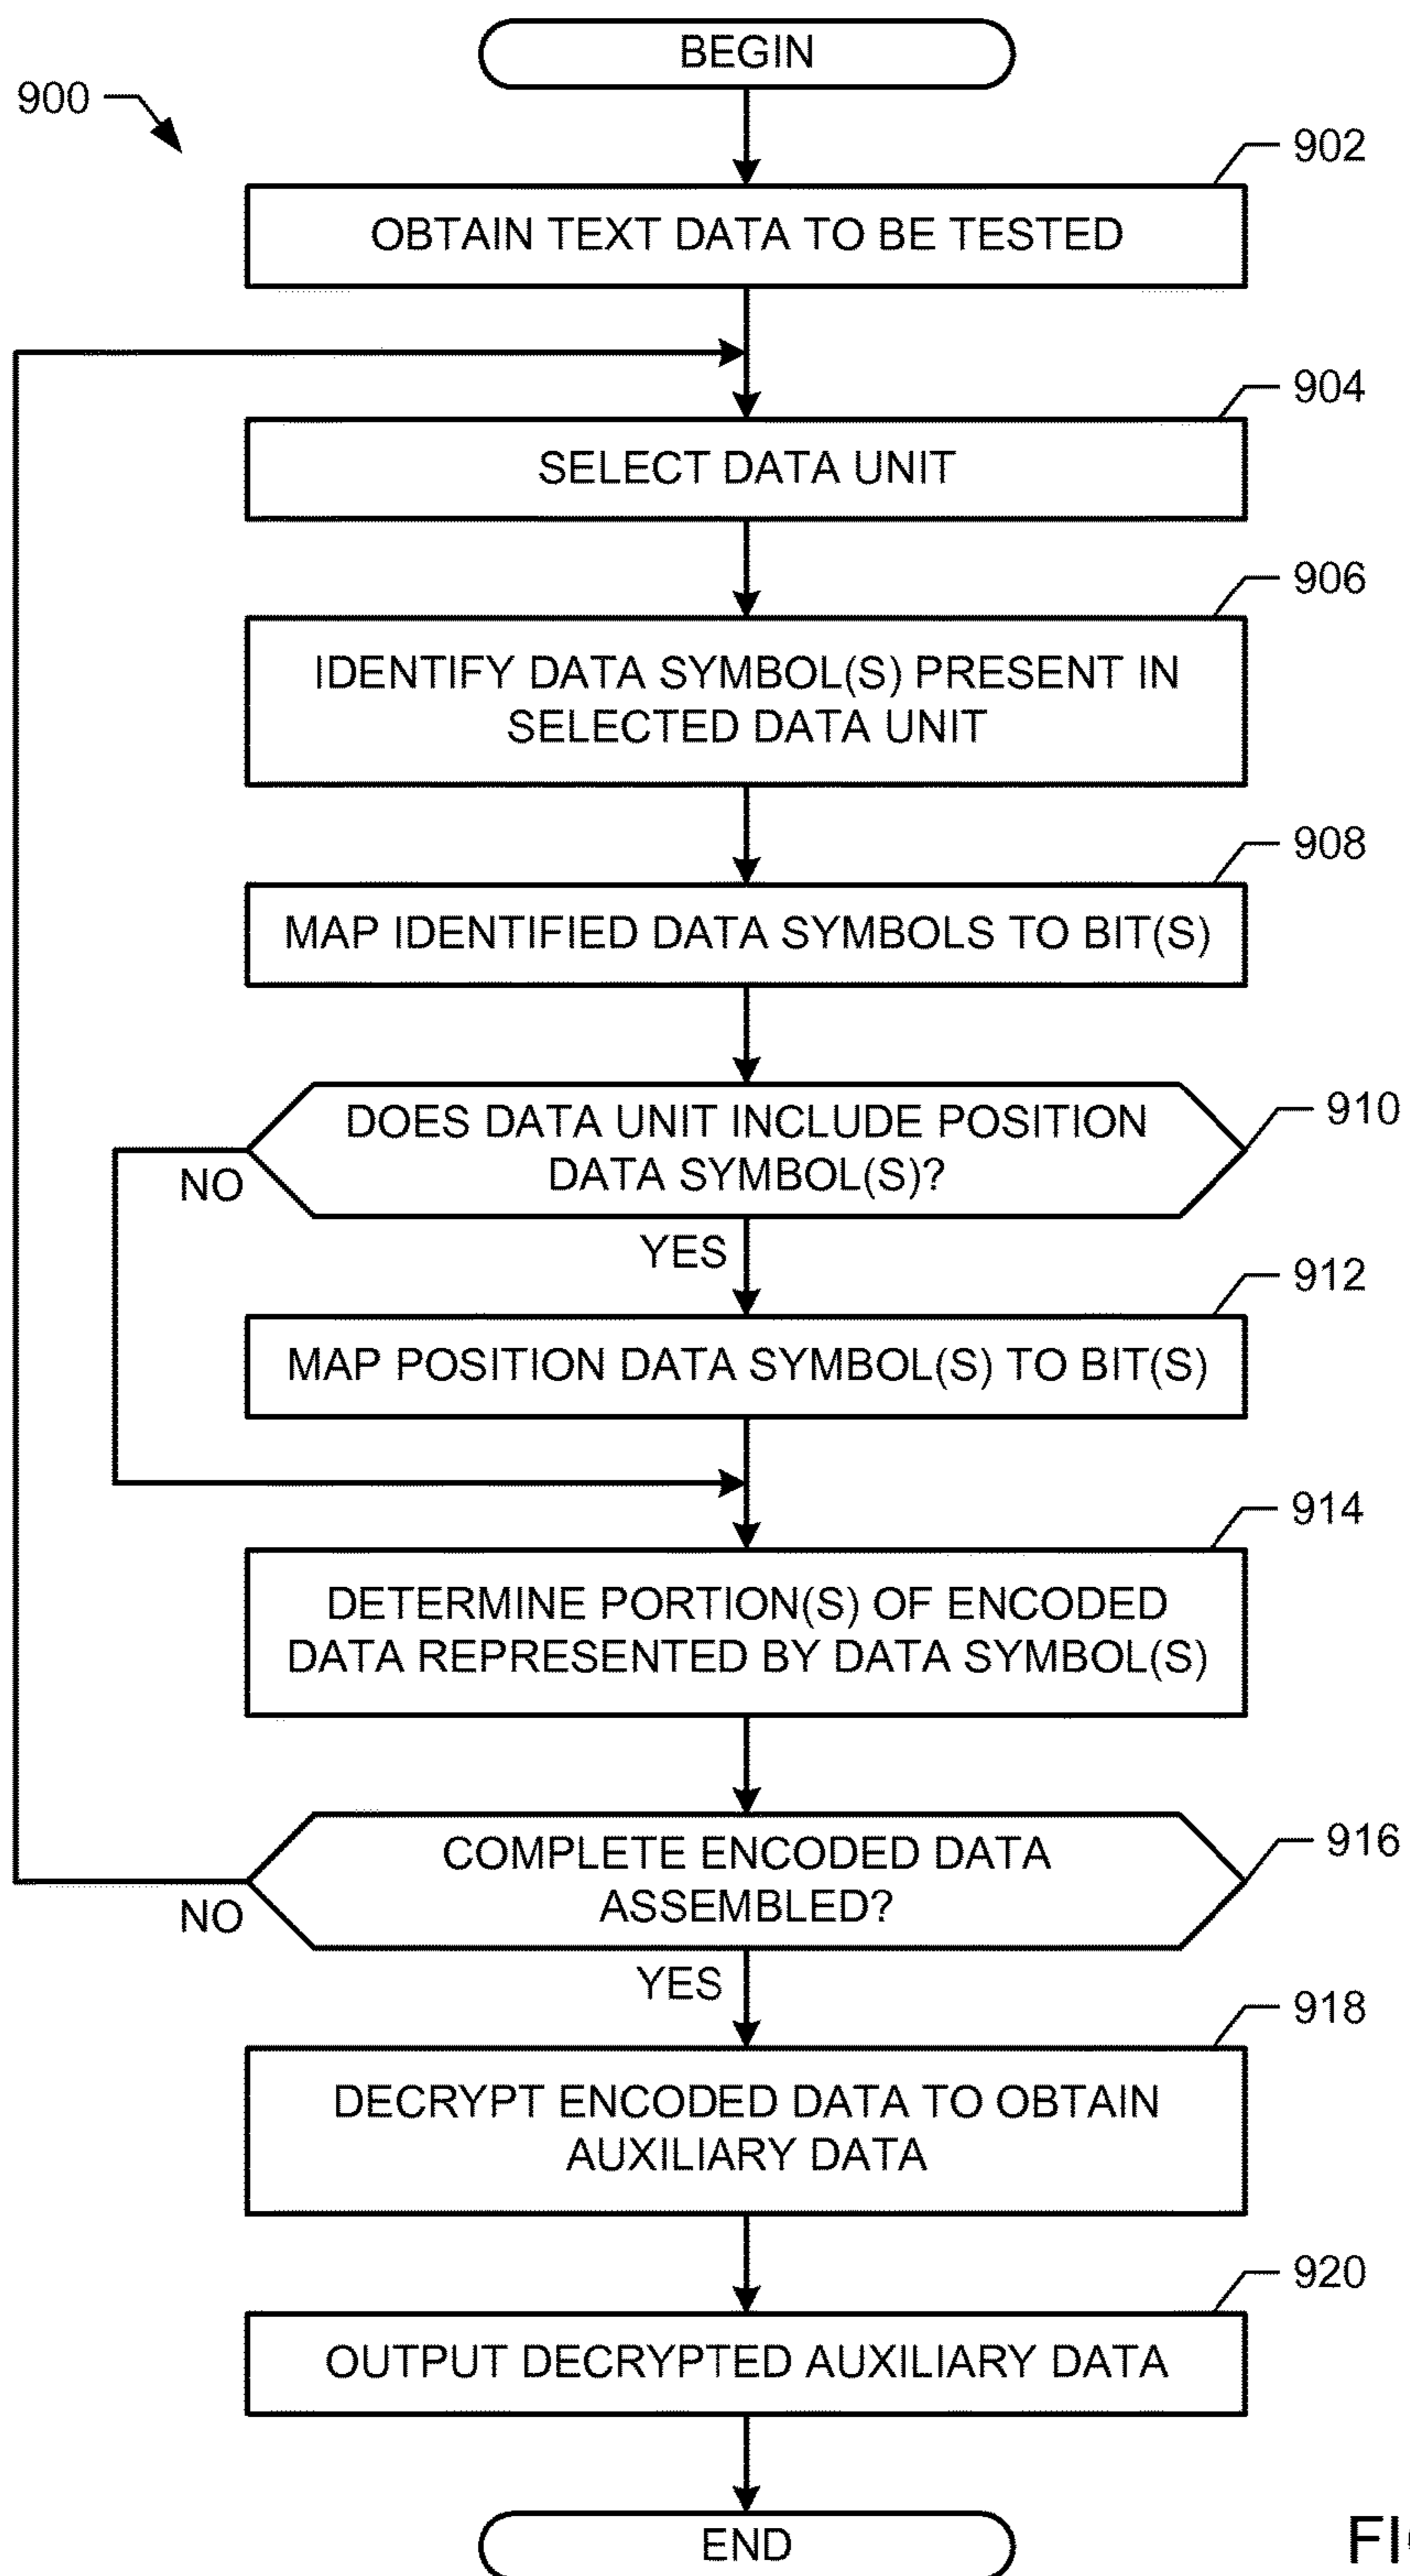 BEGIN
900
902
OBTAIN TEXT DATA TO BE TESTED
904
SELECT DATA UNIT
906
IDENTIFY DATA SYMBOL(S) PRESENT IN
SELECTED DATA UNIT
908
MAP IDENTIFIED DATA SYMBOLS TO BIT(S)
910
DOES DATA UNIT INCLUDE POSITION
DATA SYMBOL(S)?
NO
YES
912
MAP POSITION DATA SYMBOL(S) TO BIT(S)
914
DETERMINE PORTION(S) OF ENCODED
DATA REPRESENTED BY DATA SYMBOL(S)
916
COMPLETE ENCODED DATA
ASSEMBLED?
NO
YES
918
DECRYPT ENCODED DATA TO OBTAIN
AUXILIARY DATA
920
OUTPUT DECRYPTED AUXILIARY DATA
END